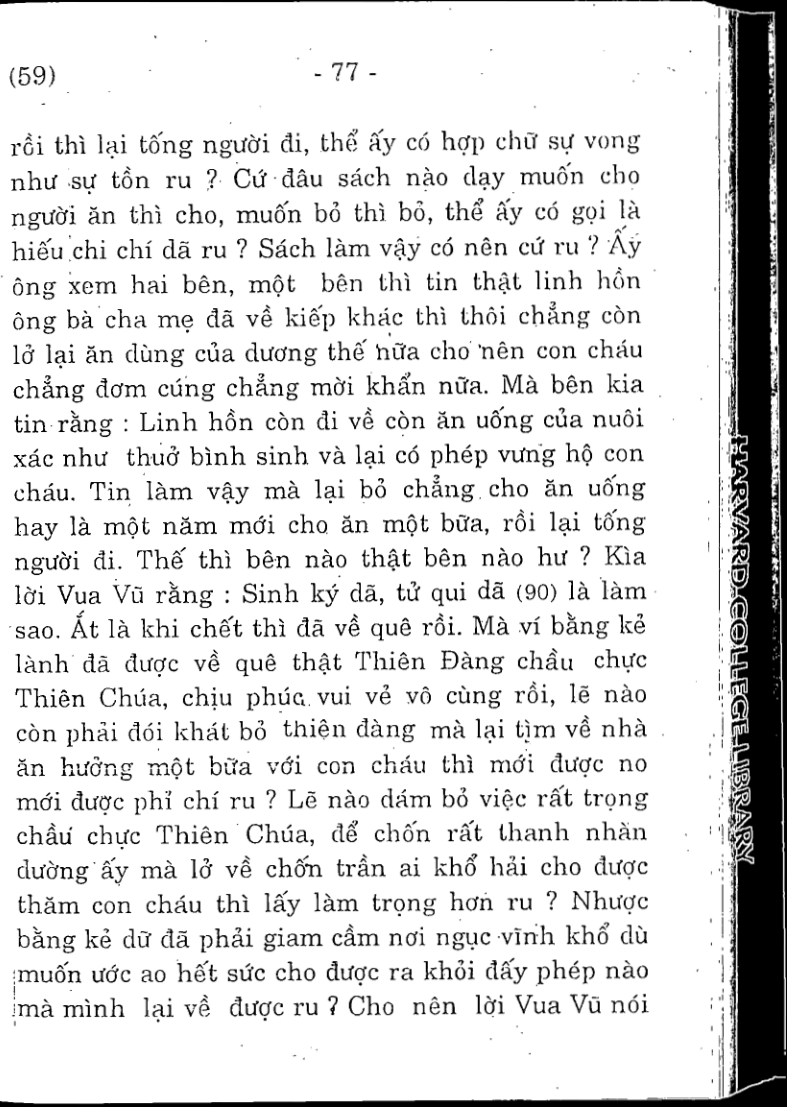 (59) - 77 -
rồi thì lại tống người đi, thể ấy có hợp chữ sự vong
như sự tồn ru ? Cứ đâu sách nào dạy muốn cho
người ăn thì cho, muốn bỏ thì bỏ, thể ấy có gọi là
hiếu chi chí dã ru ? Sách làm vậy có nên cứ ru ? Ấy
ông xem hai bên, một bên thì tin thật linh hồn
ông bà cha mẹ đã về kiếp khác thì thôi chẳng còn
lở lại ăn dùng của dương thế nữa cho nên con cháu
chẳng đơm cúng chẳng mời khẩn nữa. Mà bên kia
tin rằng : Linh hồn còn đi về còn ăn uống của nuôi
xác như thuở bình sinh và lại có phép vưng hộ con
cháu. Tin làm vậy mà lại bỏ chẳng cho ăn uống
hay là một năm mới cho ăn một bữa, rồi lại tống
người đi. Thế thì bên nào thật bên nào hư ? Kìa
lời Vua Vũ rằng : Sinh ký dã, tử qui dã (90) là làm
sao. Ắt là khi chết thì đã về quê rồi. Mà ví bằng kẻ
lành đã được về quê thật Thiên Đàng chầu chực
Thiên Chúa, chịu phúc vui vẻ vô cùng rồi, lẽ nào
còn phải đói khát bỏ thiện đàng mà lại tìm về nhà
ăn hưởng một bữa với con cháu thì mới được no
mới được phỉ chí ru ? Lẽ nào dám bỏ việc rất trọng
chầu chực Thiên Chúa, để chốn rất thanh nhàn
dường ấy mà lở về chốn trần ai khổ hải cho được
thăm con cháu thì lấy làm trọng hơn ru ? Nhược
bằng kẻ dữ đã phải giam cầm nơi ngục vĩnh khổ dù
muốn ước ao hết sức cho được ra khỏi đấy phép nào
mà mình lại về được ru ? Cho nên lời Vua Vũ nói
HARVARD COLLEGE LIBRARY